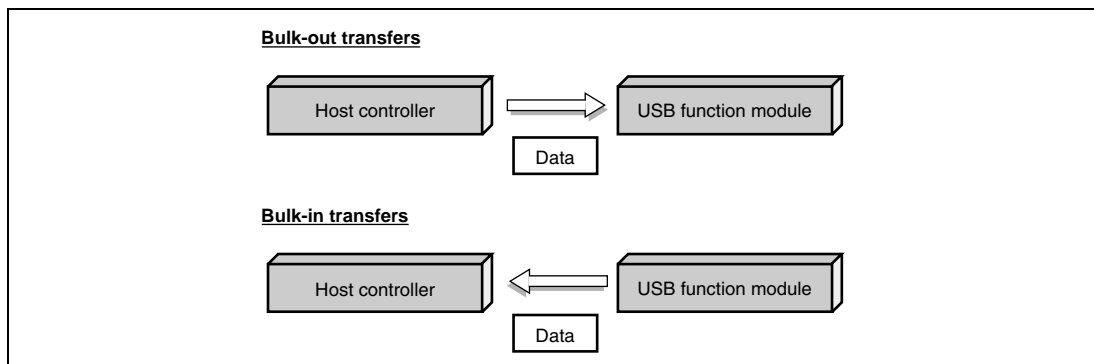 Bulk-out transfers
Host controller
USB function module
Data
Bulk-in transfers
Host controller
USB function module
Data